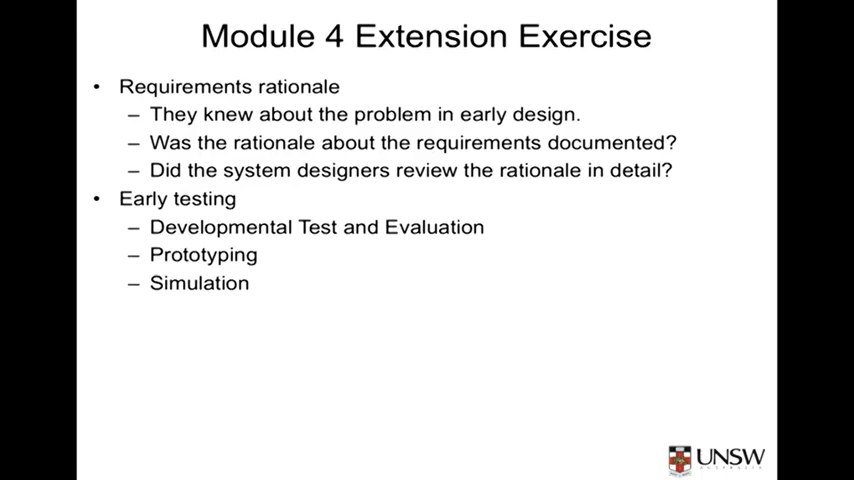 Module 4 Extension Exercise
• Requirements rationale
– They knew about the problem in early design.
– Was the rationale about the requirements documented?
– Did the system designers review the rationale in detail?
• Early testing
– Developmental Test and Evaluation
– Prototyping
– Simulation
UNSW
AUSTRALIA